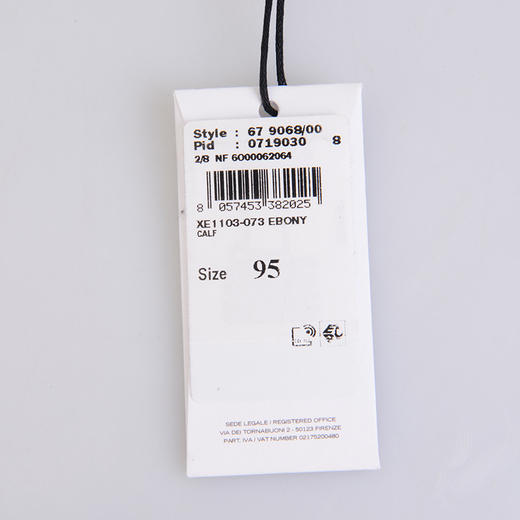 Style : 67 9068/00
Pid : 0719030 8
2/8 NF 6000062064
8 057453 382025
XE1103-073 EBONY
CALF
Size 95
SEDE LEGALE / REGISTERED OFFICE
VIA DEI TORNABUONI 2 - 50123 FIRENZE
PART. IVA / VAT NUMBER 02175200480